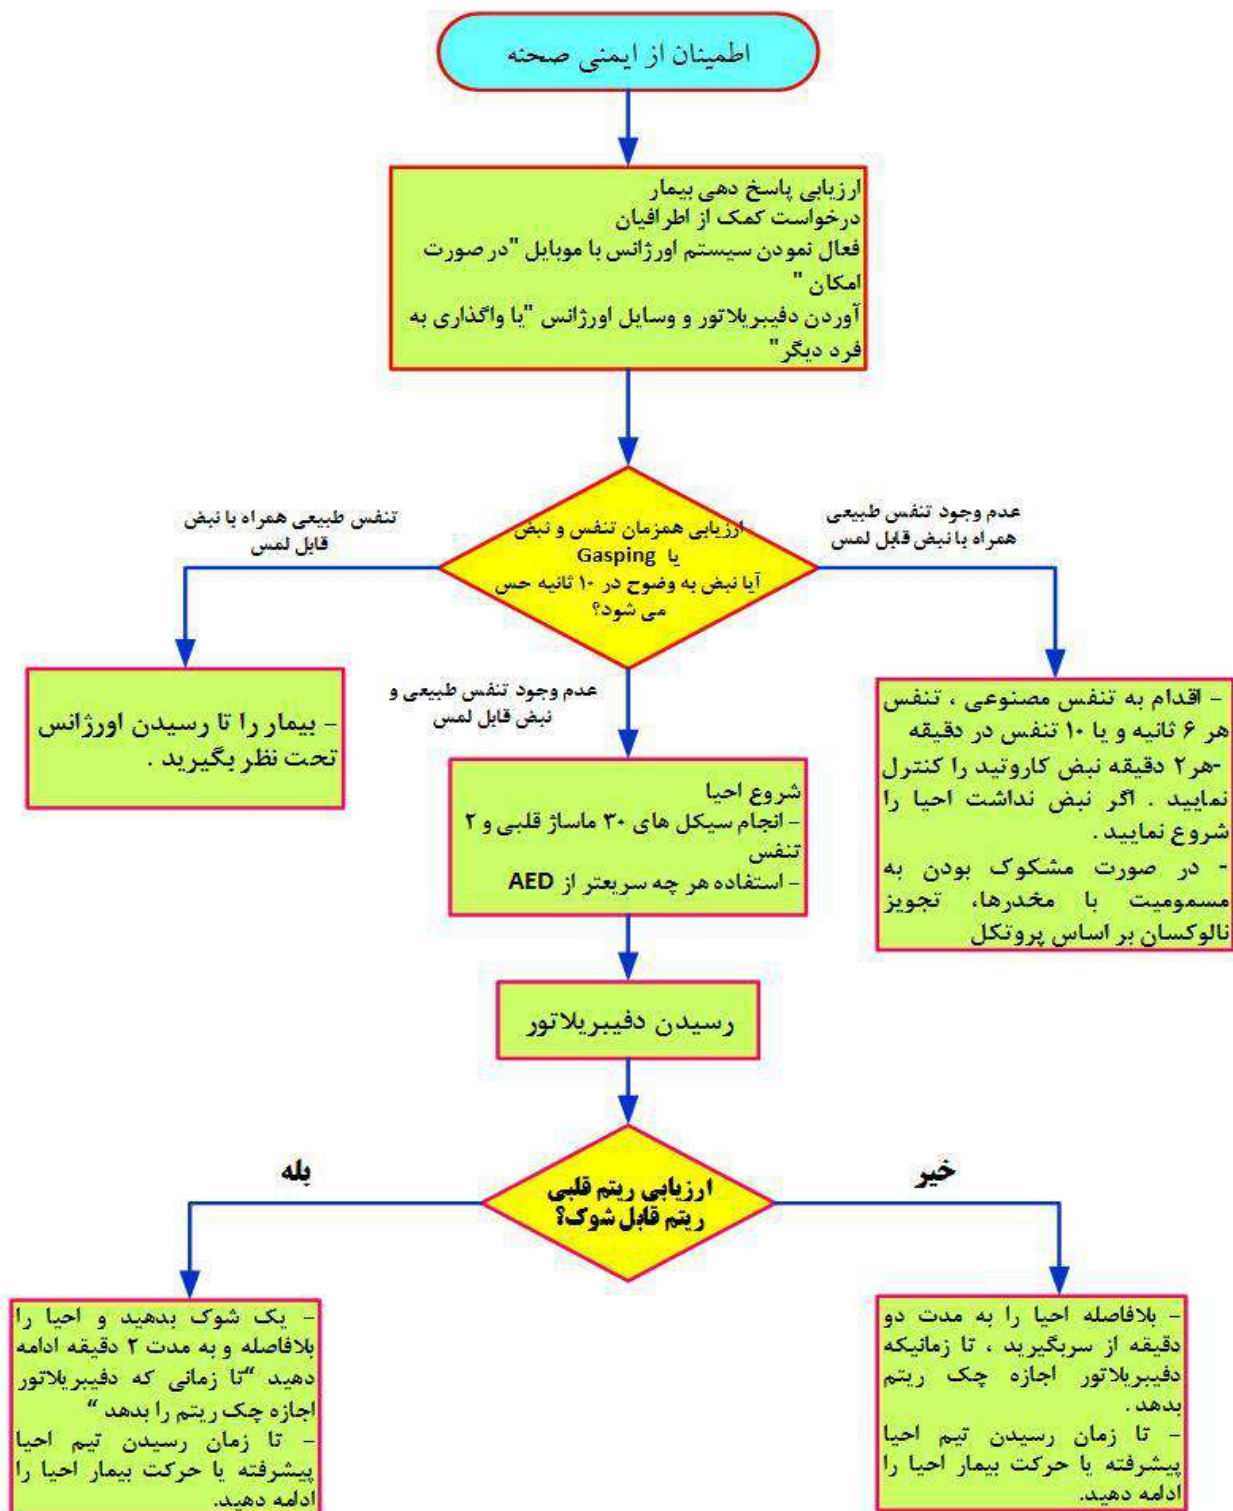 اطمینان از ایمنی صحنه
ارزیابی پاسخ دهی بیمار
درخواست کمک از اطرافیان
فعال نمودن سیستم اورژانس با موبایل "در صورت
امکان "
آوردن دفیبریلاتور و وسایل اورژانس "یا واگذاری به
فرد دیگر"
عدم وجود تنفس طبیعی
همراه با نبض قابل لمس
ارزیابی همزمان تنفس و نبض
یا Gasping
آیا نبض به وضوح در ۱۰ ثانیه حس
می شود؟
تنفس طبیعی همراه با نبض
قابل لمس
– اقدام به تنفس مصنوعی ، تنفس
هر ۶ ثانیه و یا ۱۰ تنفس در دقیقه
-هر۲ دقیقه نبض کاروتید را کنترل
نمایید . اگر نبض نداشت احیا را
شروع نمایید .
- در صورت مشکوک بودن به
مسمومیت با مخدرها، تجویز
نالوکسان بر اساس پروتکل
عدم وجود تنفس طبیعی و
نبض قابل لمس
– بیمار را تا رسیدن اورژانس
تحت نظر بگیرید .
شروع احیا
– انجام سیکل های ۳۰ ماساژ قلبی و ۲
تنفس
– استفاده هر چه سریعتر از AED
رسیدن دفیبریلاتور
خیر
ارزیابی ریتم قلبی
ریتم قابل شوک؟
بله
– بلافاصله احیا را به مدت دو
دقیقه از سربگیرید ، تا زمانیکه
دفیبریلاتور اجازه چک ریتم
بدهد .
– تا زمان رسیدن تیم احیا
پیشرفته یا حرکت بیمار احیا را
ادامه دهید.
– یک شوک بدهید و احیا را
بلافاصله و به مدت ۲ دقیقه ادامه
دهید “تا زمانی که دفیبریلاتور
اجازه چک ریتم را بدهد “
– تا زمان رسیدن تیم احیا
پیشرفته یا حرکت بیمار احیا را
ادامه دهید.